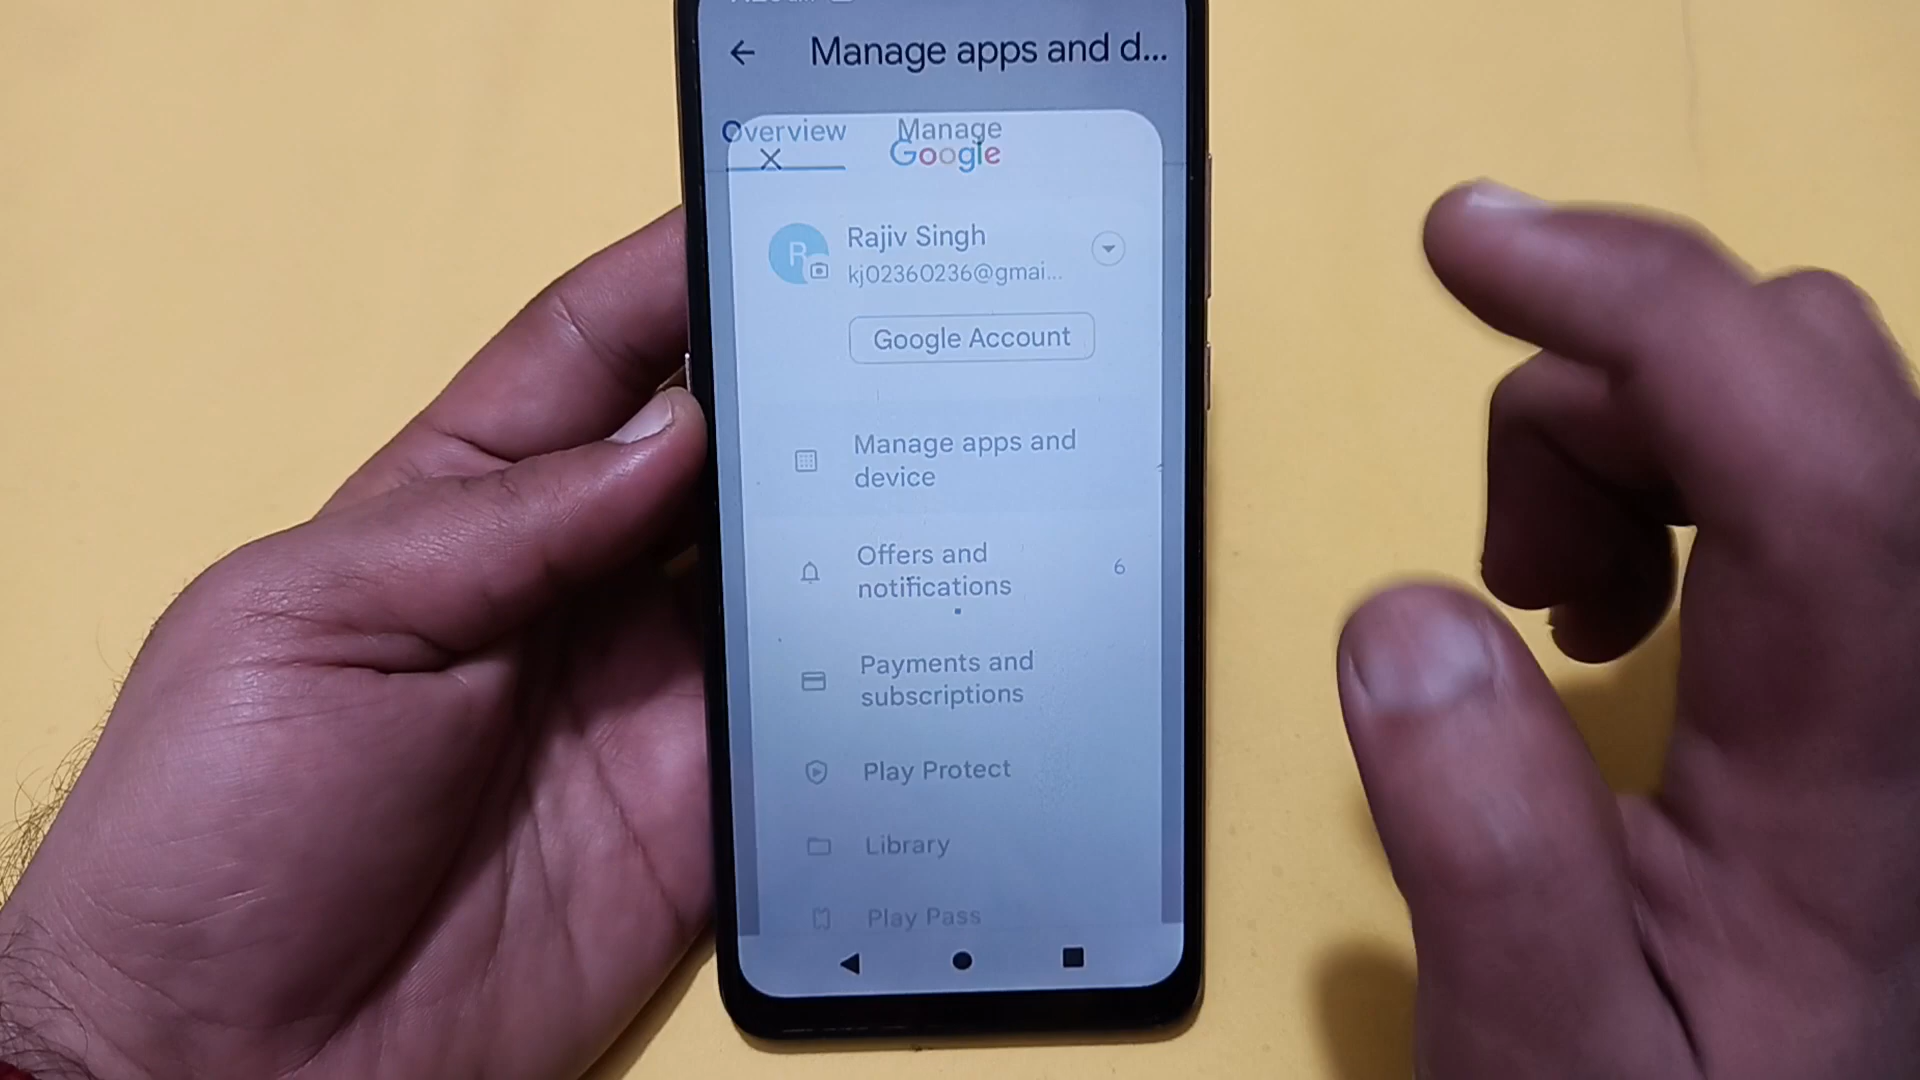 Manage apps and d...
Overview Manage
Google
R
Rajiv Singh
kj02360236@gmai...
Google Account
Manage apps and
device
Offers and
notifications
6
Payments and
subscriptions
Play Protect
Library
Play Pass